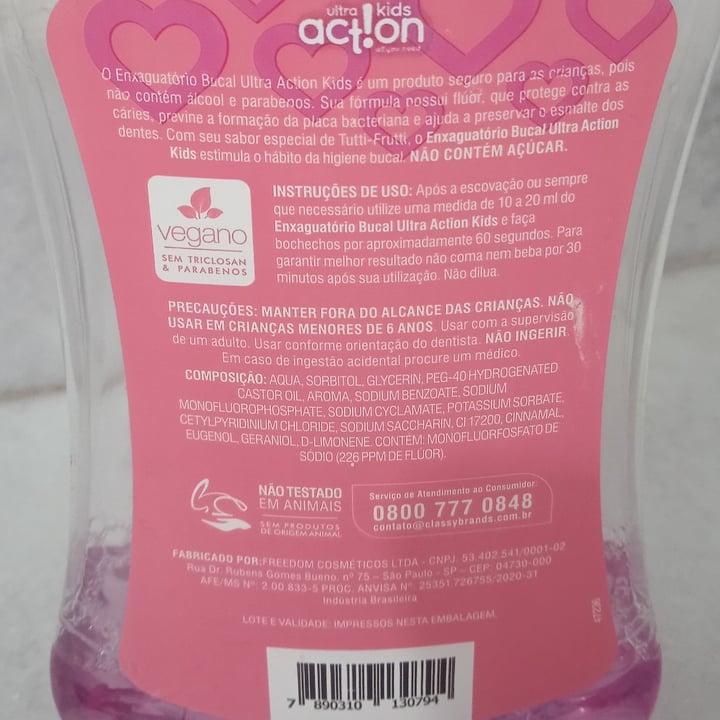 ultra kids
act!on
all you need
O Enxaguatório Bucal Ultra Action Kids é um produto seguro para as crianças, pois
não contém álcool e parabenos. Sua fórmula possui flúor, que protege contra as
cáries, previne a formação da placa bacteriana e ajuda a preservar o esmalte dos
dentes. Com seu sabor especial de Tutti-Frutti, o Enxaguatório Bucal Ultra Action
Kids estimula o hábito da higiene bucal. NÃO CONTÉM AÇÚCAR.
vegano
SEM TRICLOSAN
& PARABENOS
INSTRUÇÕES DE USO: Após a escovação ou sempre
que necessário utilize uma medida de 10 a 20 ml do
Enxaguatório Bucal Ultra Action Kids e faça
bochechos por aproximadamente 60 segundos. Para
garantir melhor resultado não coma nem beba por 30
minutos após sua utilização. Não dilua.
PRECAUÇÕES: MANTER FORA DO ALCANCE DAS CRIANÇAS. NÃO
USAR EM CRIANÇAS MENORES DE 6 ANOS. Usar com a supervisão
de um adulto. Usar conforme orientação do dentista. NÃO INGERIR.
Em caso de ingestão acidental procure um médico.
COMPOSIÇÃO: AQUA, SORBITOL, GLYCERIN, PEG-40 HYDROGENATED
CASTOR OIL, AROMA, SODIUM BENZOATE, SODIUM
MONOFLUOROPHOSPHATE, SODIUM CYCLAMATE, POTASSIUM SORBATE,
CETYLPYRIDINIUM CHLORIDE, SODIUM SACCHARIN, CI 17200, CINNAMAL,
EUGENOL, GERANIOL, D-LIMONENE. CONTÉM: MONOFLUORFOSFATO DE
SÓDIO (226 PPM DE FLÚOR).
NÃO TESTADO
EM ANIMAIS
SEM PRODUTOS
DE ORIGEM ANIMAL
Serviço de Atendimento ao Consumidor:
0800 777 0848
contato@classybrands.com.br
FABRICADO POR:FREEDOM COSMÉTICOS LTDA - CNPJ. 53.402.541/0001-02
Rua Dr. Rubens Gomes Bueno, nº 75 – São Paulo - SP – CEP: 04730-000
AFE/MS Nº 2.00.833-5 PROC. ANVISA Nº. 25351.726755/2020-31
Indústria Brasileira
47236
LOTE E VALIDADE: IMPRESSOS NESTA EMBALAGEM.
7 890310 130794